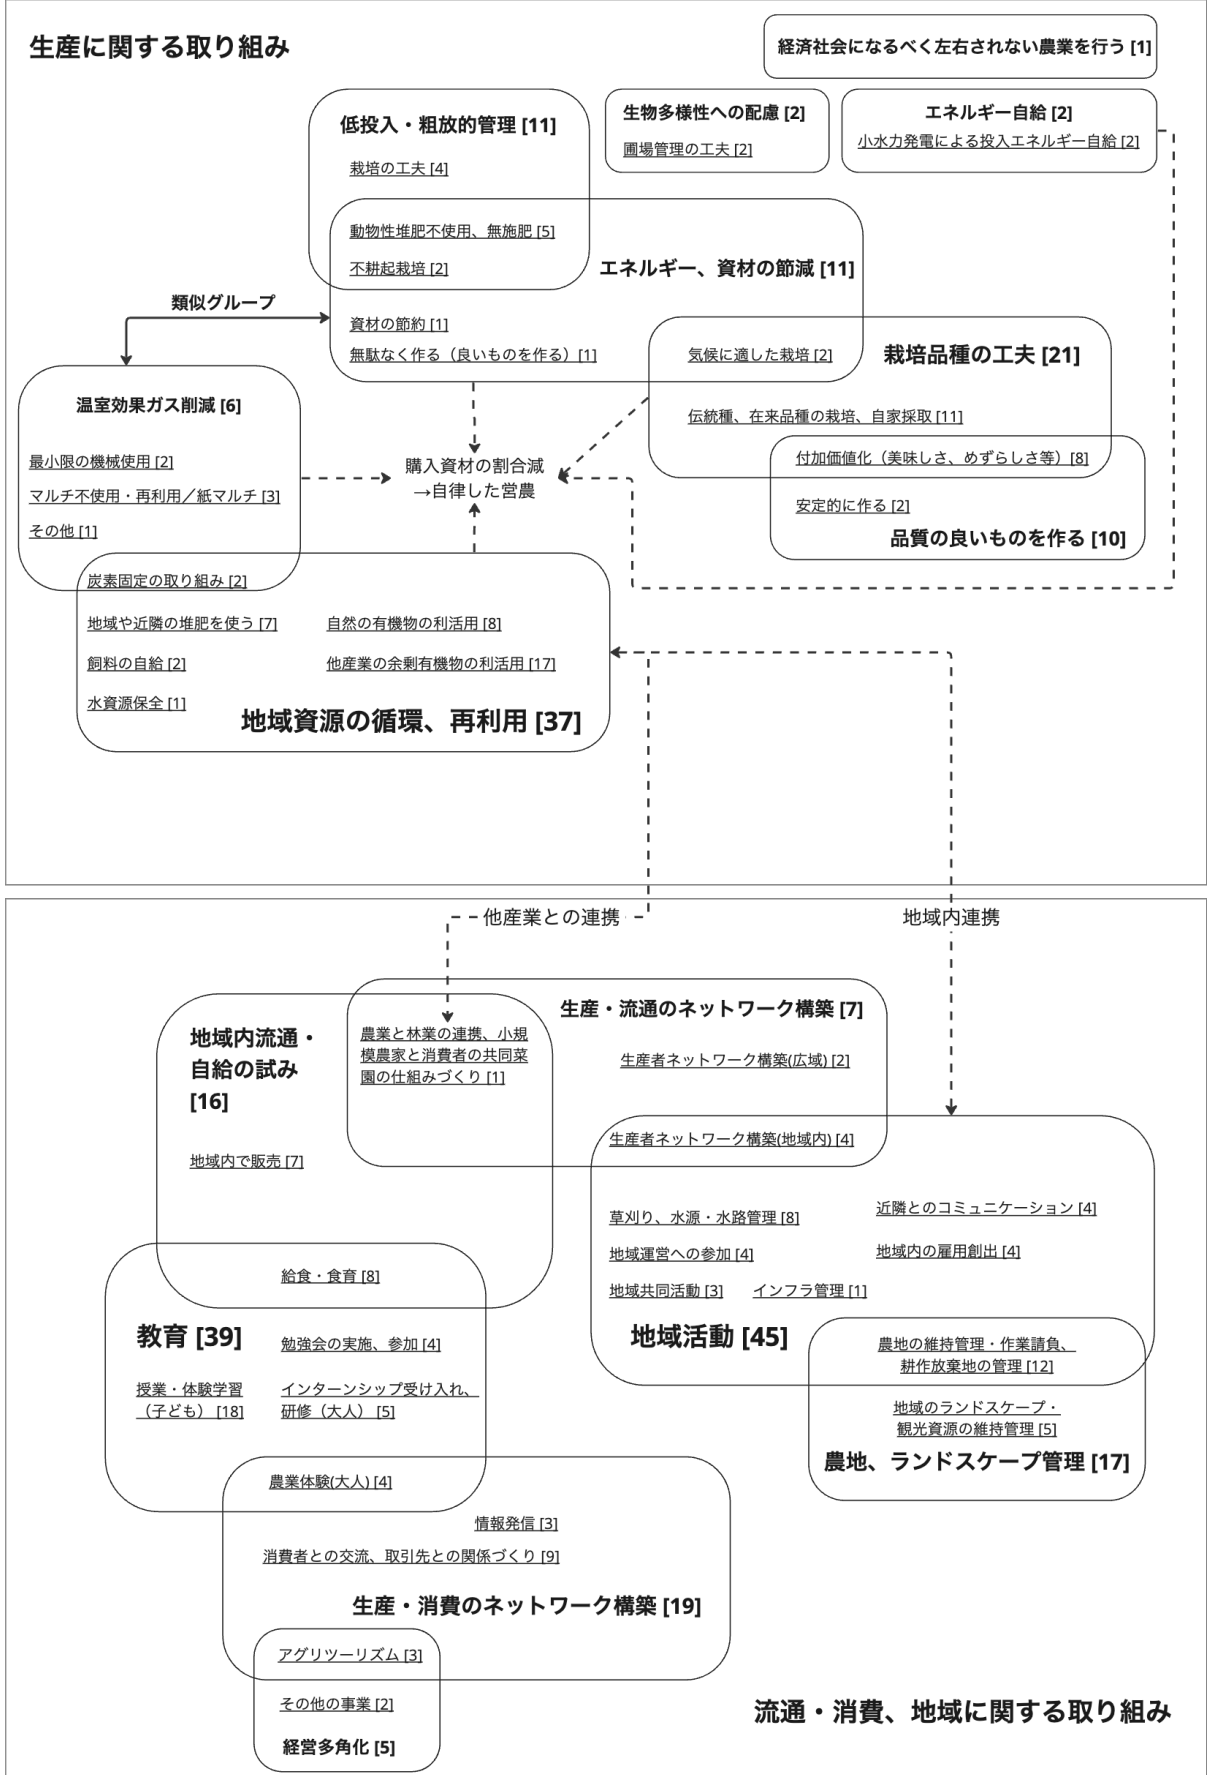 生産に関する取り組み
経済社会になるべく左右されない農業を行う [1]
低投入・粗放的管理 [11]
栽培の工夫 [4]
生物多様性への配慮 [2]
圃場管理の工夫 [2]
エネルギー自給 [2]
小水力発電による投入エネルギー自給 [2]
動物性堆肥不使用、無施肥 [5]
不耕起栽培 [2]
エネルギー、資材の節減 [11]
資材の節約 [1]
無駄なく作る（良いものを作る）[1]
類似グループ
気候に適した栽培 [2]
栽培品種の工夫 [21]
伝統種、在来品種の栽培、自家採取 [11]
付加価値化（美味しさ、めずらしさ等）[8]
安定的に作る [2]
品質の良いものを作る [10]
温室効果ガス削減 [6]
最小限の機械使用 [2]
マルチ不使用・再利用／紙マルチ [3]
その他 [1]
購入資材の割合減
→自律した営農
炭素固定の取り組み [2]
地域や近隣の堆肥を使う [7]
自然の有機物の利活用 [8]
飼料の自給 [2]
他産業の余剰有機物の利活用 [17]
水資源保全 [1]
地域資源の循環、再利用 [37]
他産業との連携
地域内連携
地域内流通・
自給の試み
[16]
地域内で販売 [7]
農業と林業の連携、小規
模農家と消費者の共同菜
園の仕組みづくり [1]
生産・流通のネットワーク構築 [7]
生産者ネットワーク構築(広域) [2]
生産者ネットワーク構築(地域内) [4]
草刈り、水源・水路管理 [8]
近隣とのコミュニケーション [4]
地域運営への参加 [4]
地域内の雇用創出 [4]
地域共同活動 [3]
インフラ管理 [1]
地域活動 [45]
農地の維持管理・作業請負、
耕作放棄地の管理 [12]
地域のランドスケープ・
観光資源の維持管理 [5]
農地、ランドスケープ管理 [17]
給食・食育 [8]
教育 [39]
勉強会の実施、参加 [4]
授業・体験学習
（子ども） [18]
インターンシップ受け入れ、
研修（大人） [5]
農業体験(大人) [4]
情報発信 [3]
消費者との交流、取引先との関係づくり [9]
生産・消費のネットワーク構築 [19]
アグリツーリズム [3]
その他の事業 [2]
経営多角化 [5]
流通・消費、地域に関する取り組み